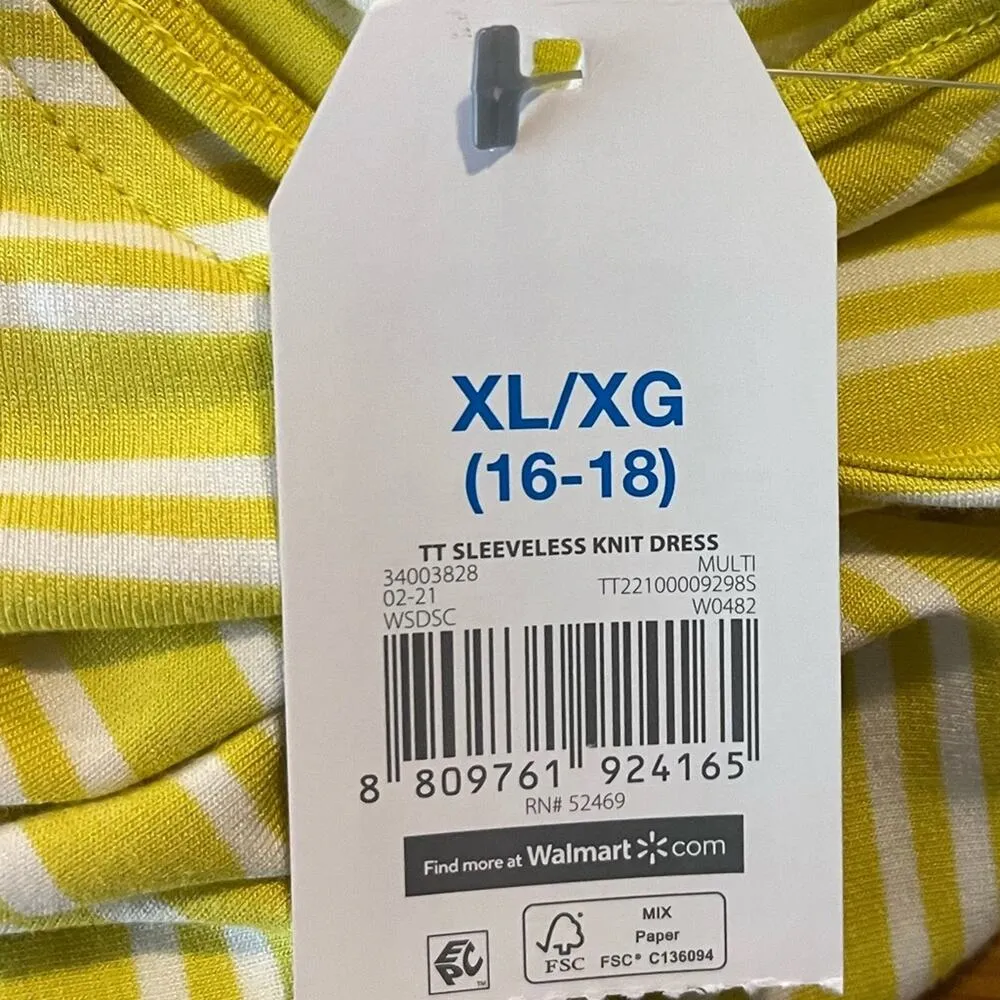 XL/XG
(16-18)
TT SLEEVELESS KNIT DRESS
34003828 MULTI
02-21 TT22100009298S
WSDSC W0482
8 809761 924165
RN# 52469
Find more at Walmart com
EPC TM
MIX
Paper
FSC FSC® C136094